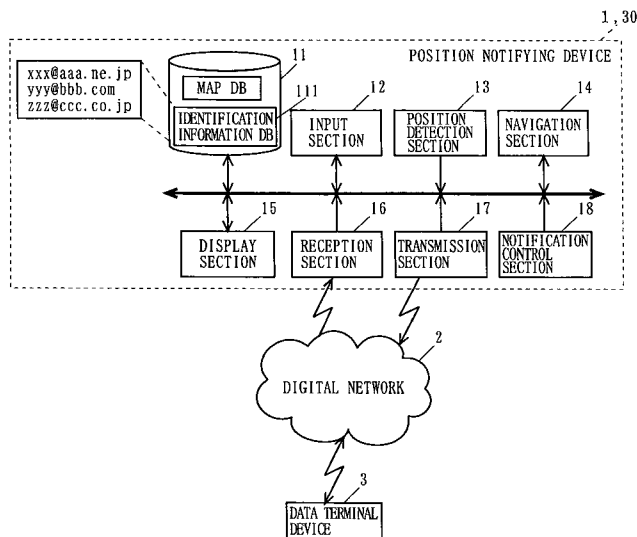 1,30
POSITION NOTIFYING DEVICE
xxx@aaa.ne.jp
yyy@bbb.com
zzz@ccc.co.jp
11
MAP DB
111
IDENTIFICATION
INFORMATION DB
12
INPUT
SECTION
13
POSITION
DETECTION
SECTION
14
NAVIGATION
SECTION
15
DISPLAY
SECTION
16
RECEPTION
SECTION
17
TRANSMISSION
SECTION
18
NOTIFICATION
CONTROL
SECTION
2
DIGITAL NETWORK
3
DATA TERMINAL
DEVICE